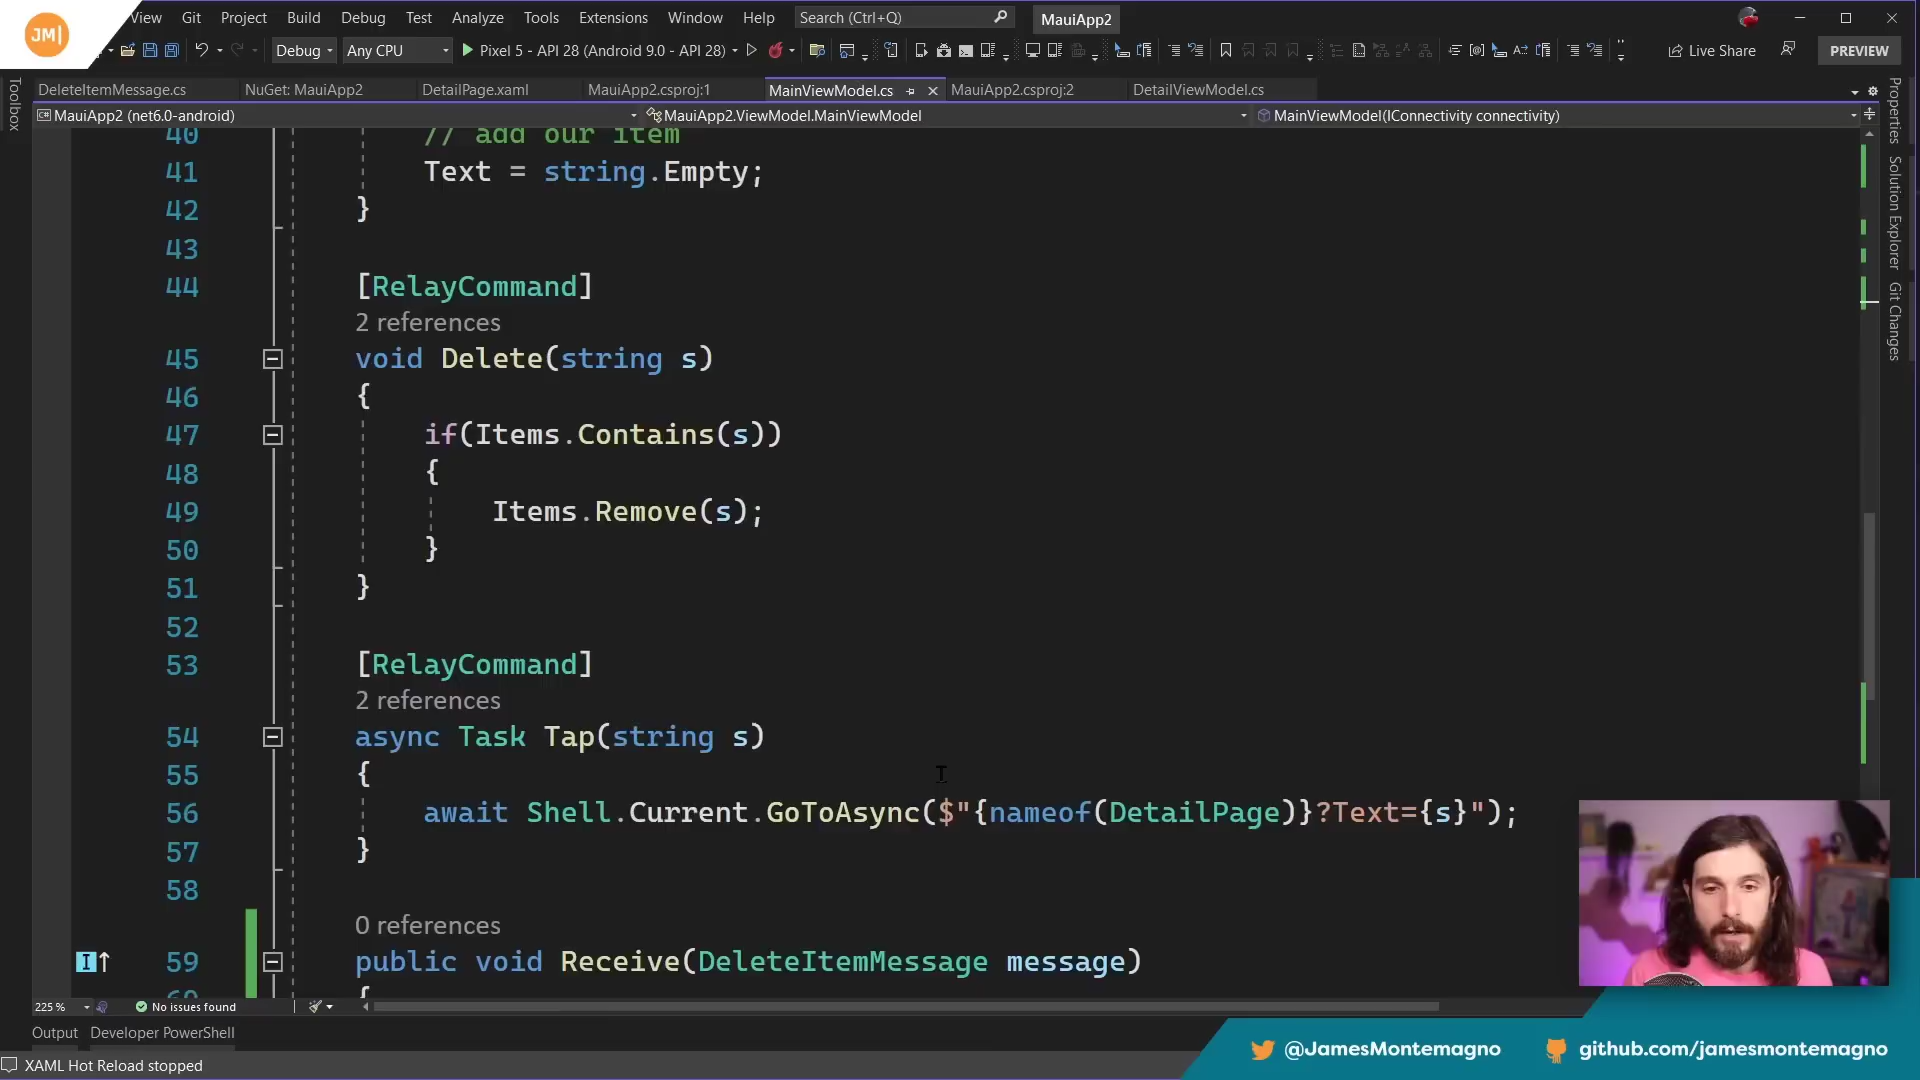 JM|
View Git Project Build Debug Test Analyze Tools Extensions Window Help Search (Ctrl+Q) MauiApp2
Debug Any CPU Pixel 5 - API 28 (Android 9.0 - API 28) Live Share PREVIEW
Toolbox
DeleteItemMessage.cs NuGet: MauiApp2 DetailPage.xaml MauiApp2.csproj:1 MainViewModel.cs MauiApp2.csproj:2 DetailViewModel.cs
MauiApp2 (net6.0-android) MauiApp2.ViewModel.MainViewModel MainViewModel(IConnectivity connectivity)
Properties
Solution Explorer
Git Changes
40 // add our item
41 Text = string.Empty;
42 }
43
44 [RelayCommand]
2 references
45 void Delete(string s)
46 {
47 if(Items.Contains(s))
48 {
49 Items.Remove(s);
50 }
51 }
52
53 [RelayCommand]
2 references
54 async Task Tap(string s)
55 {
56 await Shell.Current.GoToAsync($"{nameof(DetailPage)}?Text={s}");
57 }
58
0 references
59 public void Receive(DeleteItemMessage message)
60 {
225 % No issues found
Output Developer PowerShell
XAML Hot Reload stopped
@JamesMontemagno github.com/jamesmontemagno